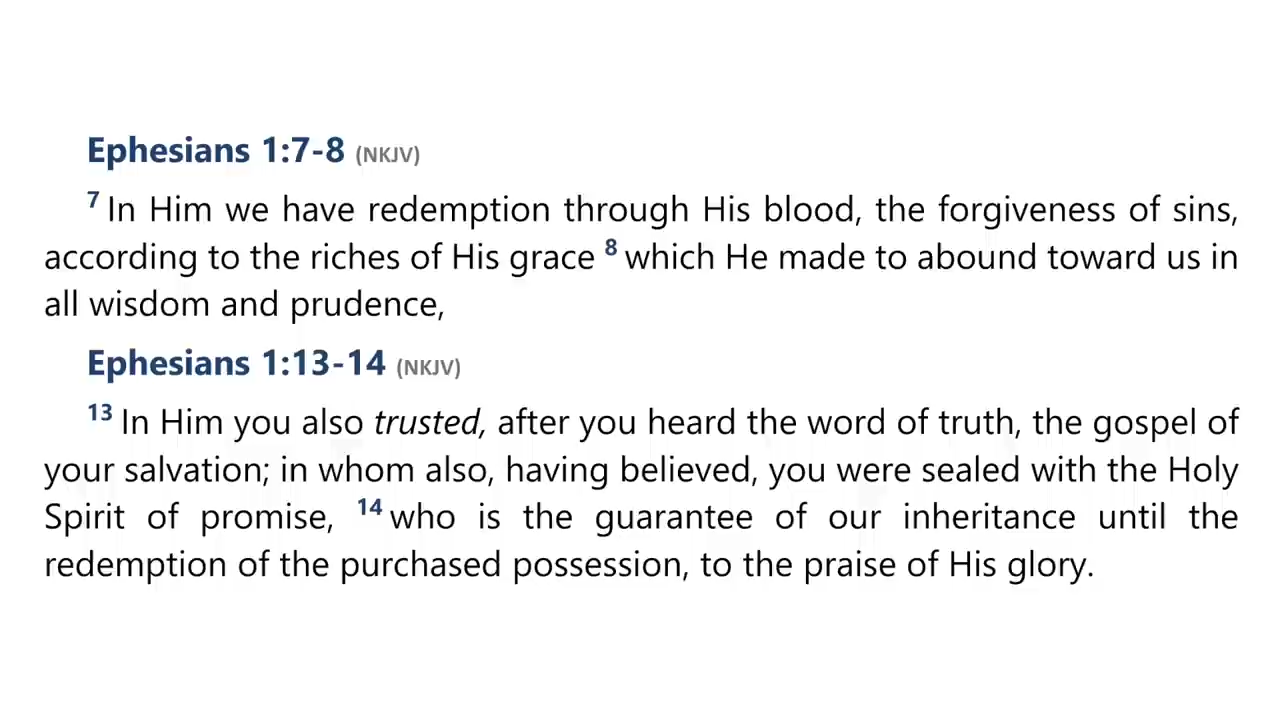 Ephesians 1:7-8 (NKJV)
7 In Him we have redemption through His blood, the forgiveness of sins,
according to the riches of His grace 8 which He made to abound toward us in
all wisdom and prudence,
Ephesians 1:13-14 (NKJV)
13 In Him you also trusted, after you heard the word of truth, the gospel of
your salvation; in whom also, having believed, you were sealed with the Holy
Spirit of promise, 14 who is the guarantee of our inheritance until the
redemption of the purchased possession, to the praise of His glory.